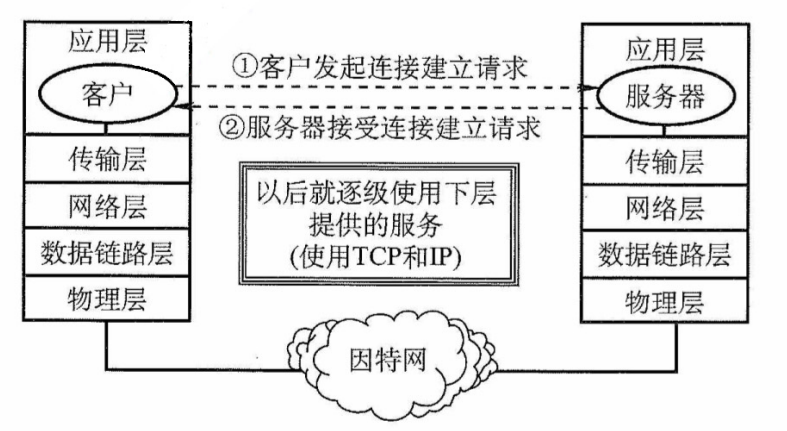 应用层
客户
传输层
网络层
数据链路层
物理层
①客户发起连接建立请求
②服务器接受连接建立请求
以后就逐级使用下层
提供的服务
(使用TCP和IP)
因特网
应用层
服务器
传输层
网络层
数据链路层
物理层